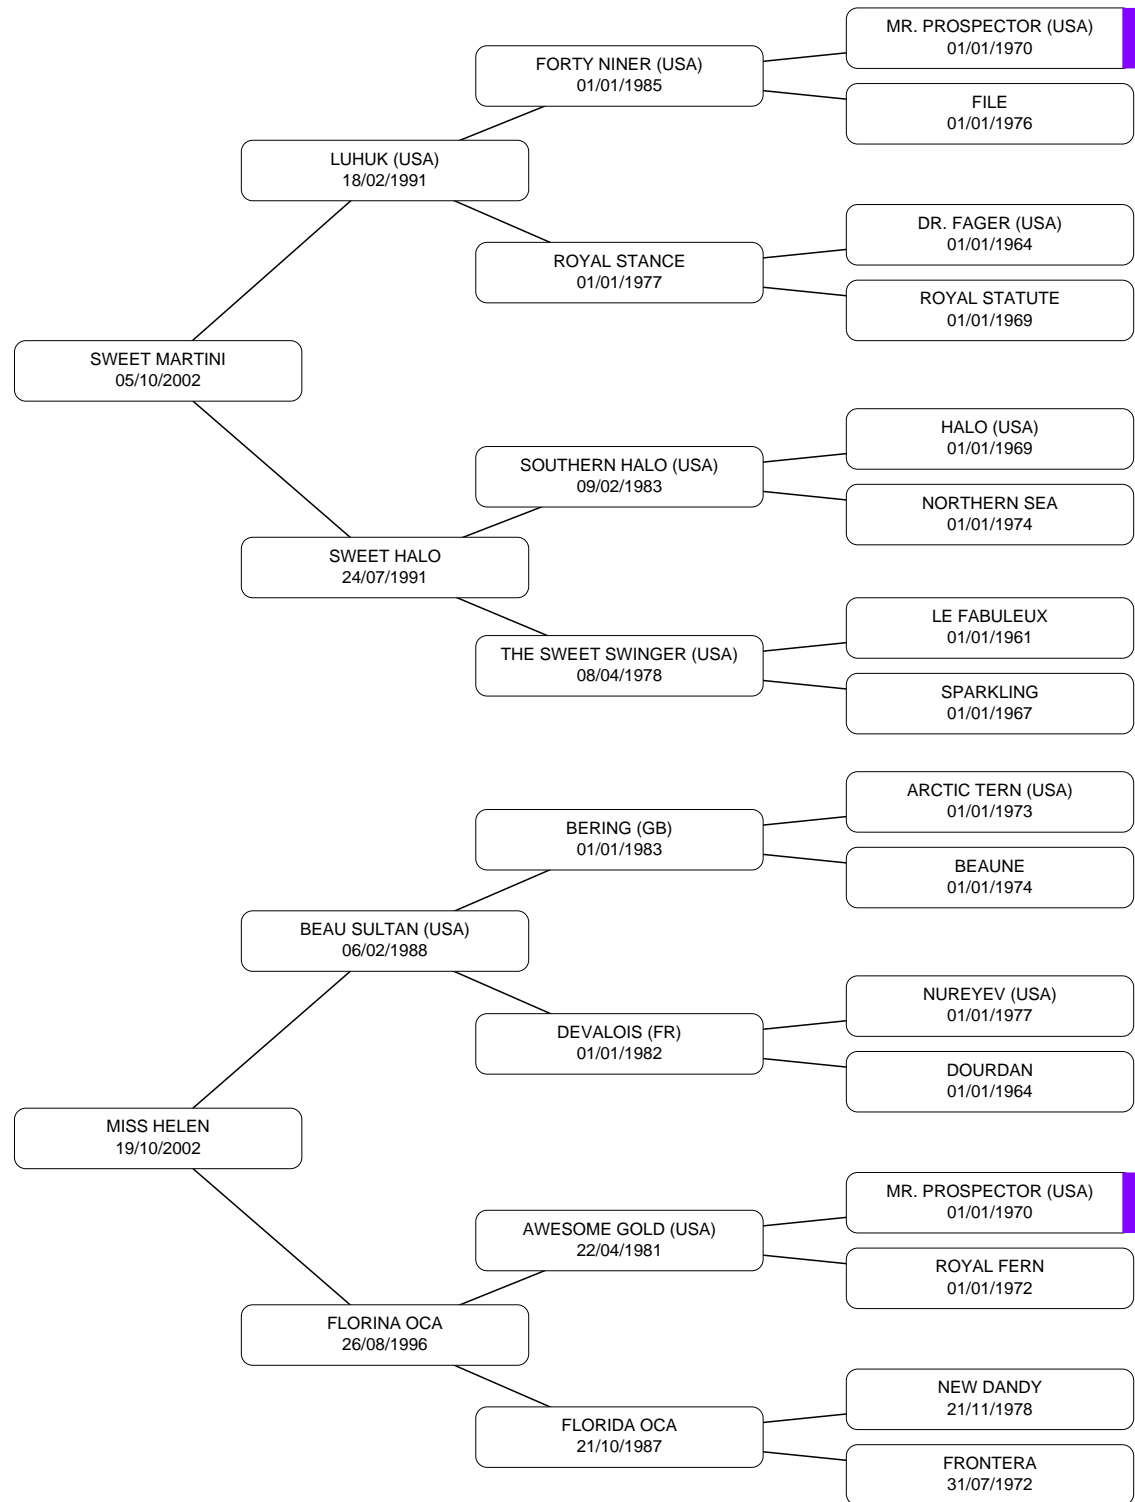 MR. PROSPECTOR (USA)
01/01/1970
FORTY NINER (USA)
01/01/1985
FILE
01/01/1976
LUHUK (USA)
18/02/1991
DR. FAGER (USA)
01/01/1964
ROYAL STANCE
01/01/1977
ROYAL STATUTE
01/01/1969
SWEET MARTINI
05/10/2002
HALO (USA)
01/01/1969
SOUTHERN HALO (USA)
09/02/1983
NORTHERN SEA
01/01/1974
SWEET HALO
24/07/1991
LE FABULEUX
01/01/1961
THE SWEET SWINGER (USA)
08/04/1978
SPARKLING
01/01/1967
ARCTIC TERN (USA)
01/01/1973
BERING (GB)
01/01/1983
BEAUNE
01/01/1974
BEAU SULTAN (USA)
06/02/1988
NUREYEV (USA)
01/01/1977
DEVALOIS (FR)
01/01/1982
DOURDAN
01/01/1964
MISS HELEN
19/10/2002
MR. PROSPECTOR (USA)
01/01/1970
AWESOME GOLD (USA)
22/04/1981
ROYAL FERN
01/01/1972
FLORINA OCA
26/08/1996
NEW DANDY
21/11/1978
FLORIDA OCA
21/10/1987
FRONTERA
31/07/1972